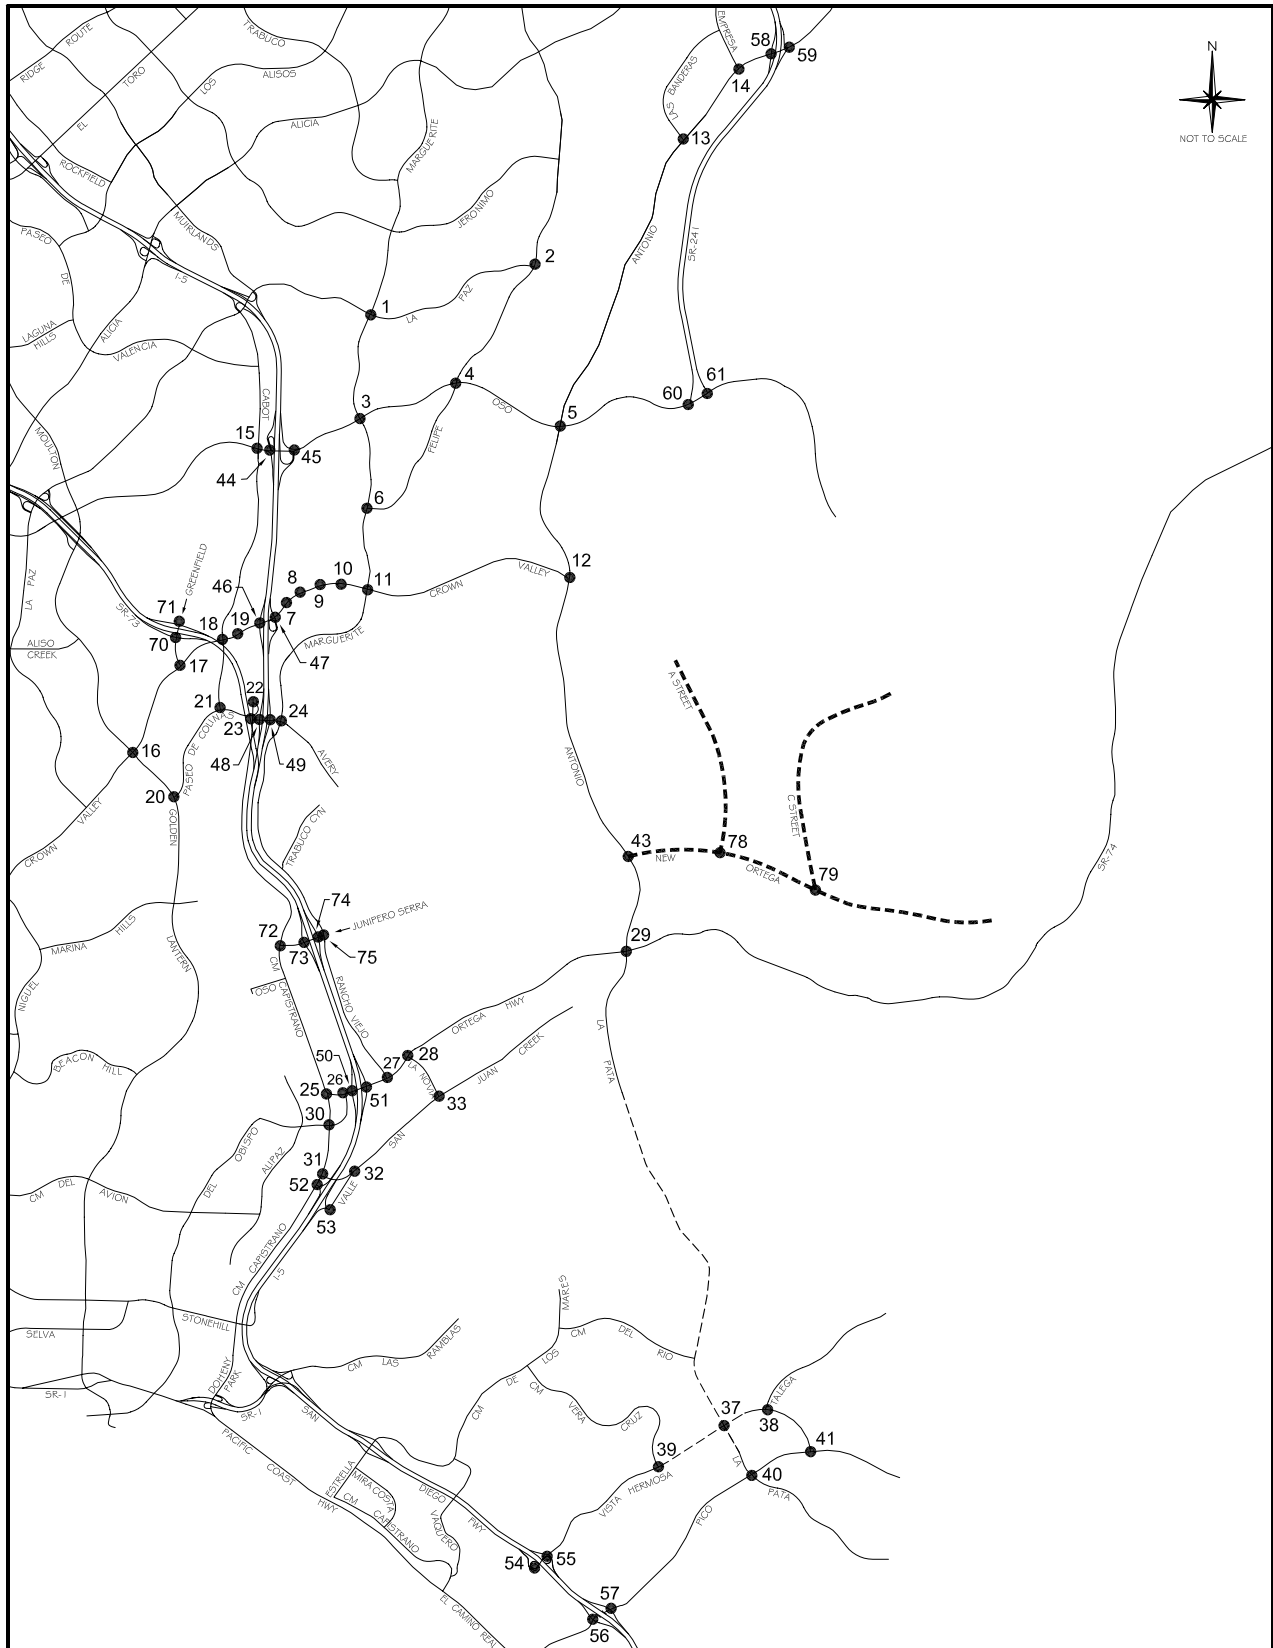 TRABUCO
EMPRESA
58
59
ROUTE
RIDGE
TORO
LOS
ALISOS
14
LAS BANDERAS
N
NOT TO SCALE
EL
ALICIA
MARGUERITE
13
ROCKFIELD
JERONIMO
MUIRLANDS
PASEO
DE
ANTONIO
SR-241
2
I-5
LA
PAZ
1
LAGUNA
HILLS
ALICIA
VALENCIA
4
61
60
CABOT
3
OSO
5
MOULTON
15
FELIPE
44
45
6
GREENFIELD
12
LA PAZ
8
10
46
9
11
VALLEY
CROWN
SR-73
71
18
19
7
MARGUERITE
ALISO
CREEK
70
17
47
A STREET
21
22
23
24
PASEO DE COLINAS
16
48
49
AVERY
ANTONIO
20
GOLDEN
C STREET
VALLEY
CROWN
TRABUCO CYN
43
NEW
78
ORTEGA
79
SR-74
74
JUNIPERO SERRA
HILLS
MARINA
LANTERN
72
73
75
29
CM
CAPISTRANO
OSO
RANCHO VIEJO
NIGUEL
ORTEGA
HWY
LA
PATA
BEACON
HILL
50
27
28
LA NOVIA
CREEK
JUAN
25
26
51
33
30
OBISPO
SAN
ALIPAZ
31
32
52
DEL
VALLE
CM
DEL
AVION
53
CM
CAPISTRANO
I-5
MARES
STONEHILL
SELVA
CM
LAS
RAMBLAS
CM
DEL
RIO
LOS
DE
CM
CM
VERA
CRUZ
DOHENY
PARK
SR-1
SR-1
SAN
TALEGA
37
38
PACIFIC
COAST
HWY
39
41
LA
40
PATA
ESTRELLA
MIRA COSTA
CM
CAPISTRANO
DIEGO
FWY
VAQUERO
VISTA
HERMOSA
PICO
54
55
57
56
EL CAMINO REAL